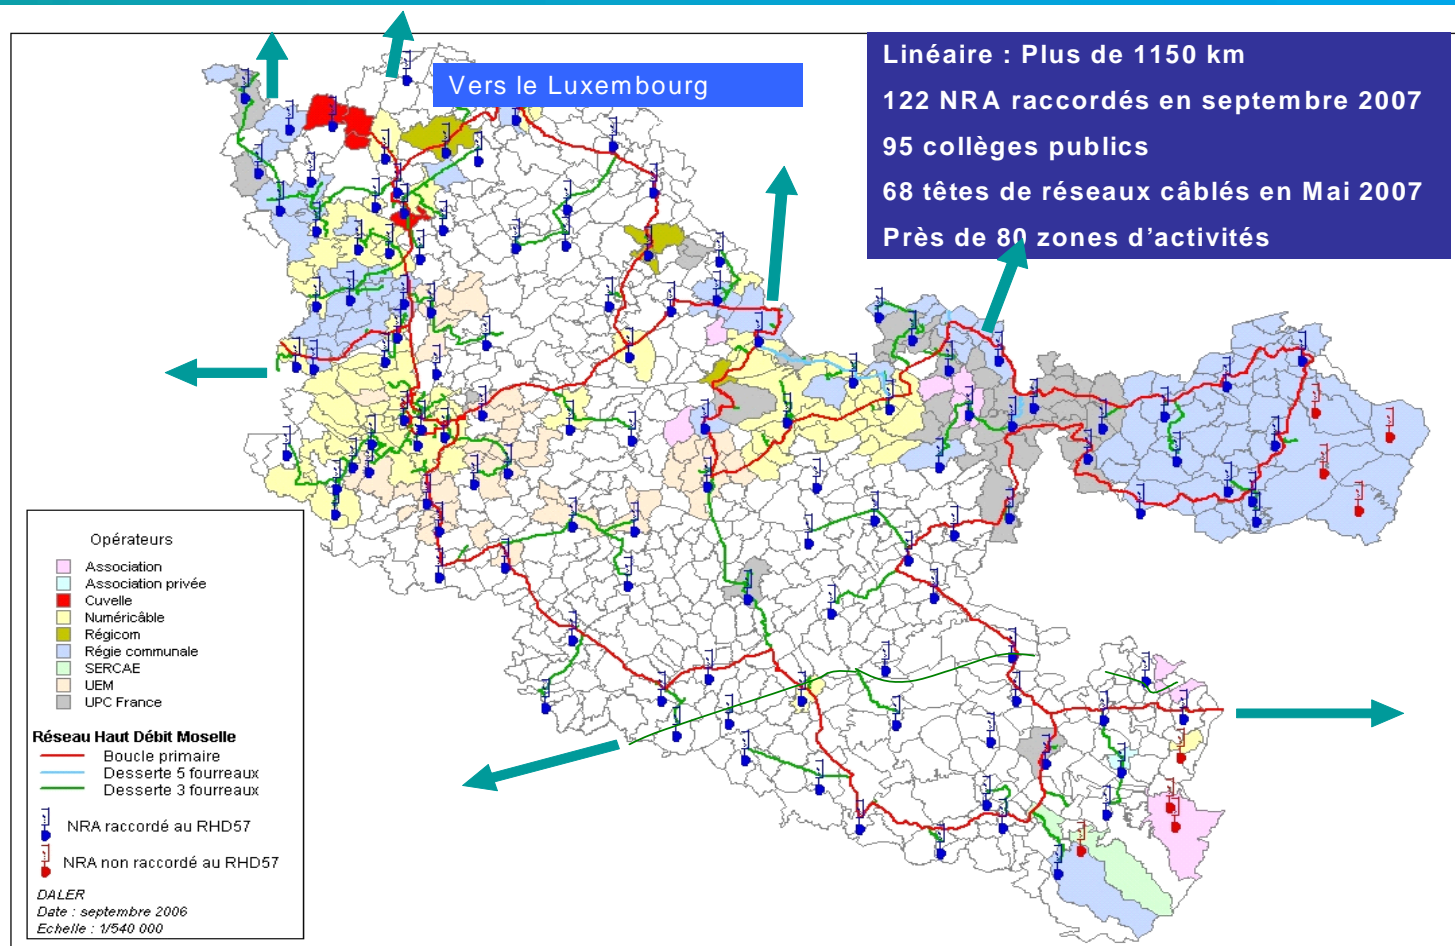 Vers le Luxembourg
Linéaire : Plus de 1150 km
122 NRA raccordés en septembre 2007
95 collèges publics
68 têtes de réseaux câblés en Mai 2007
Près de 80 zones d'activités
Opérateurs
Association
Association privée
Cuvelle
Numéricâble
Régicom
Régie communale
SERCAE
UEM
UPC France
Réseau Haut Débit Moselle
Boucle primaire
Desserte 5 fourreaux
Desserte 3 fourreaux
NRA raccordé au RHD57
NRA non raccordé au RHD57
DALER
Date : septembre 2006
Echelle : 1/540 000